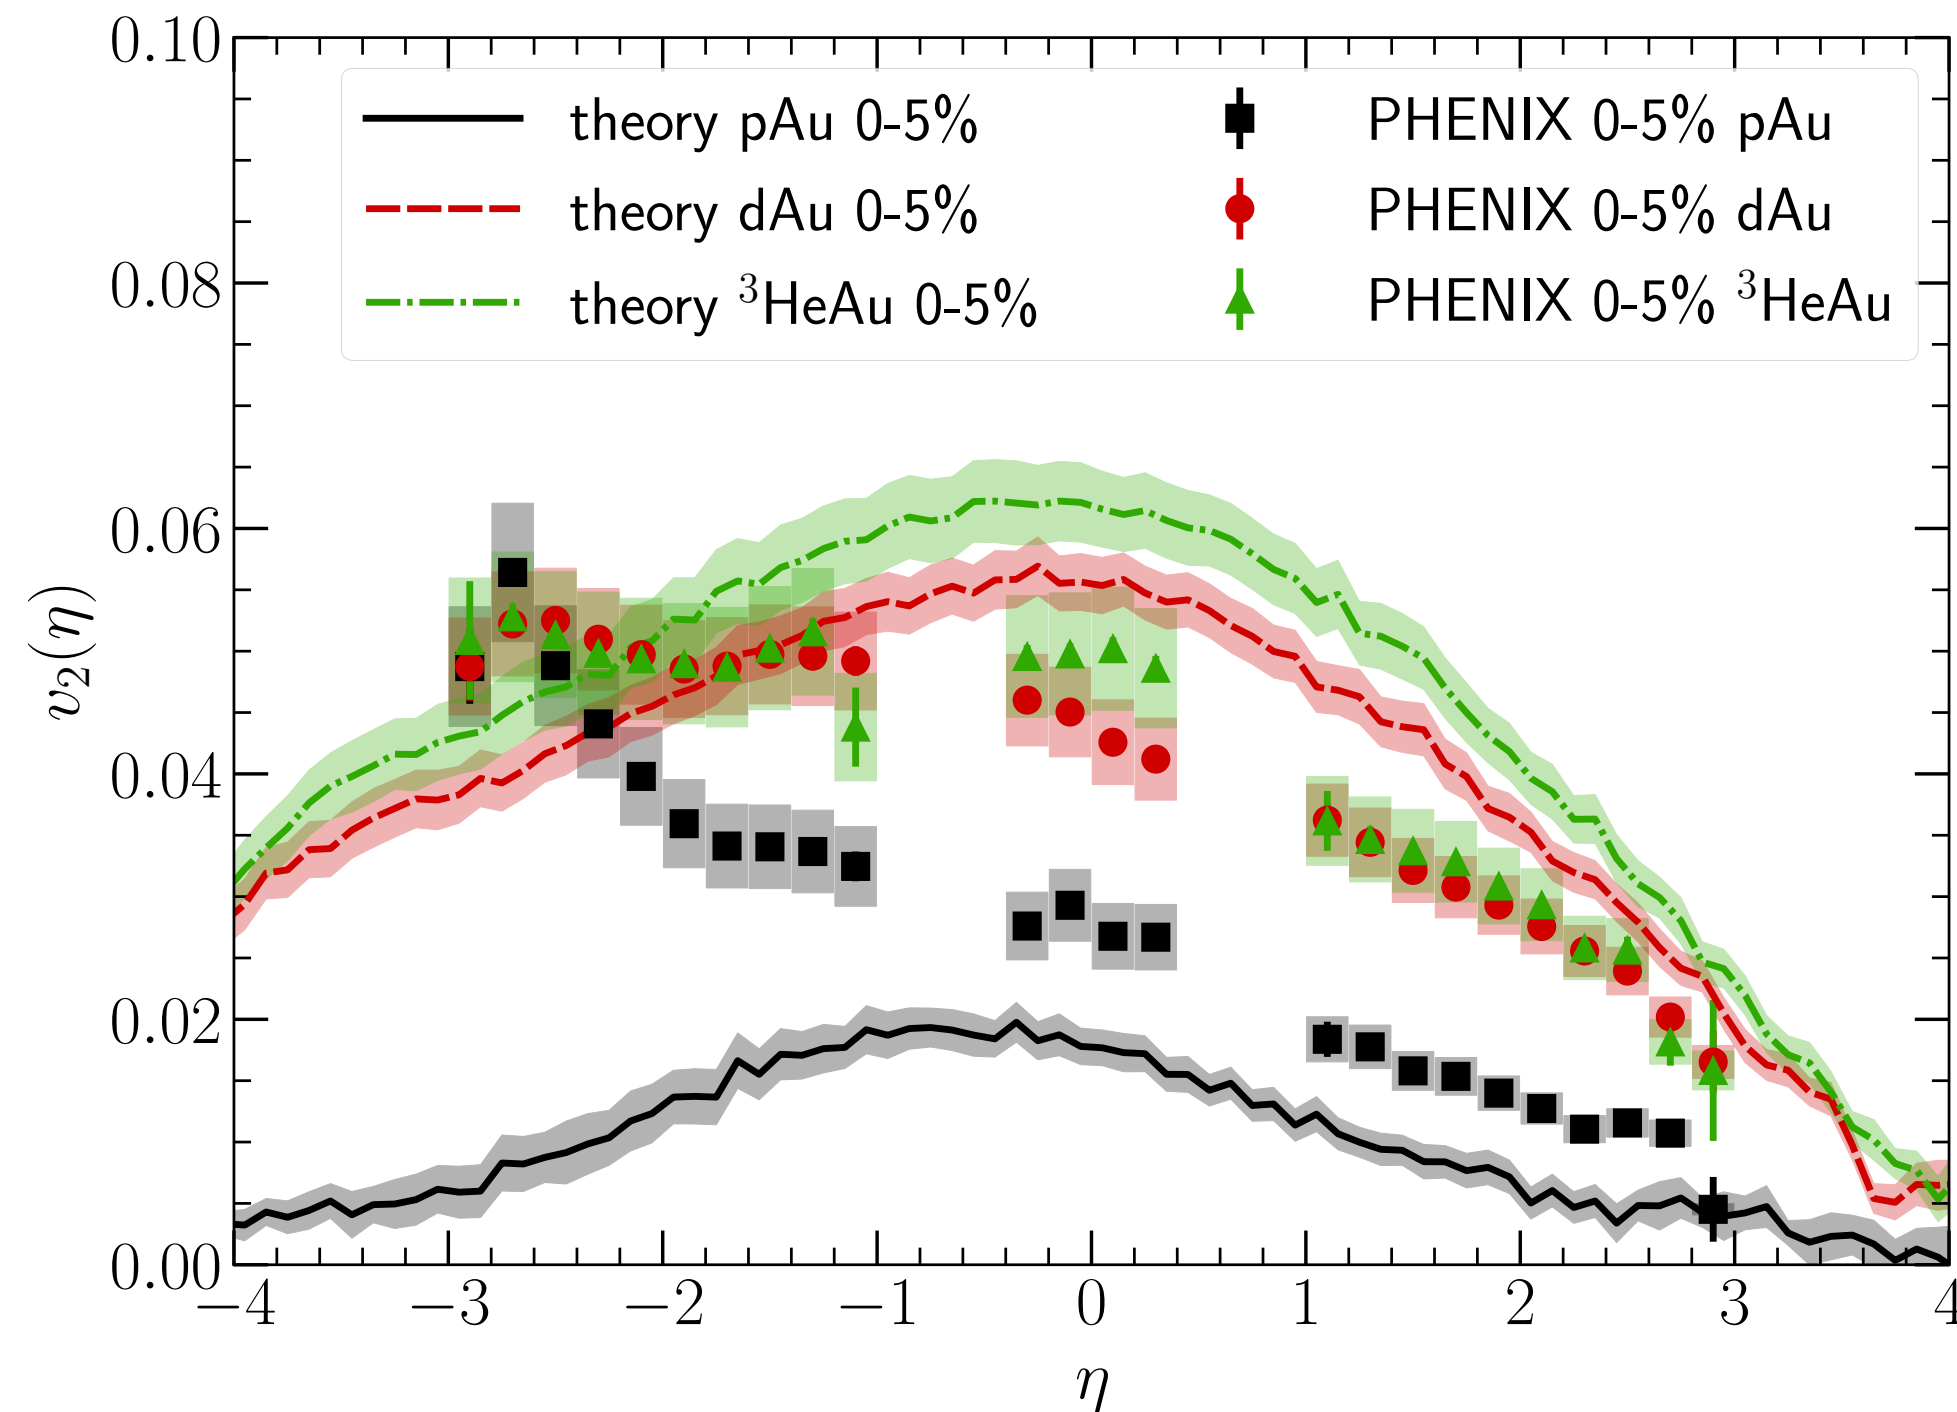 0.10
0.08
0.06
0.04
0.02
0.00
v₂(η)
theory pAu 0-5%
theory dAu 0-5%
theory ³HeAu 0-5%
PHENIX 0-5% pAu
PHENIX 0-5% dAu
PHENIX 0-5% ³HeAu
−4 −3 −2 −1 0 1 2 3 4
η